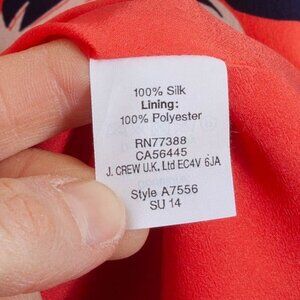 100% Silk
Lining:
100% Polyester
RN77388
CA56445
J. CREW U.K. Ltd EC4V 6JA
Style A7556
SU 14